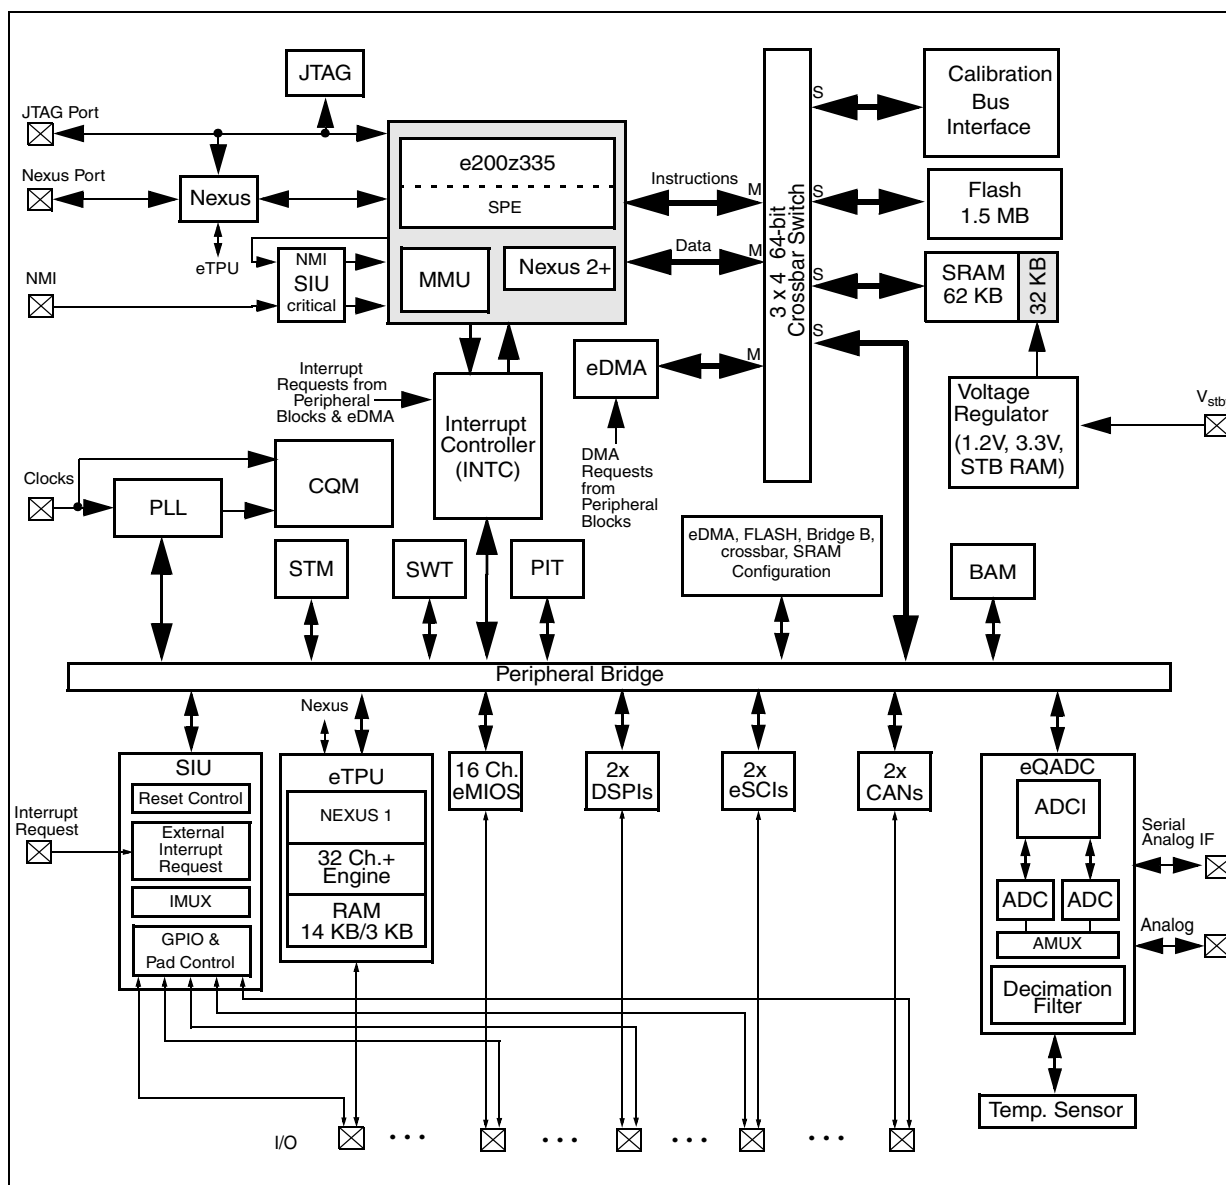 JTAG
JTAG Port
Nexus Port
Nexus
eTPU
NMI
NMI
SIU
critical
e200z335
SPE
MMU
Nexus 2+
Instructions
Data
M
M
M
3 x 4 64-bit
Crossbar Switch
S
S
S
S
Calibration
Bus
Interface
Flash
1.5 MB
SRAM
62 KB
32 KB
Voltage
Regulator
(1.2V, 3.3V,
STB RAM)
Vstby
eDMA
DMA
Requests
from
Peripheral
Blocks
Interrupt
Requests from
Peripheral
Blocks & eDMA
Interrupt
Controller
(INTC)
Clocks
PLL
CQM
STM
SWT
PIT
eDMA, FLASH, Bridge B,
crossbar, SRAM
Configuration
BAM
Peripheral Bridge
SIU
Reset Control
External
Interrupt
Request
IMUX
GPIO &
Pad Control
Interrupt
Request
Nexus
eTPU
NEXUS 1
32 Ch.+
Engine
RAM
14 KB/3 KB
16 Ch.
eMIOS
2x
DSPIs
2x
eSCIs
2x
CANs
eQADC
ADCI
ADC
ADC
AMUX
Decimation
Filter
Serial
Analog IF
Analog
Temp. Sensor
I/O
• • •
• • •
• • •
• • •